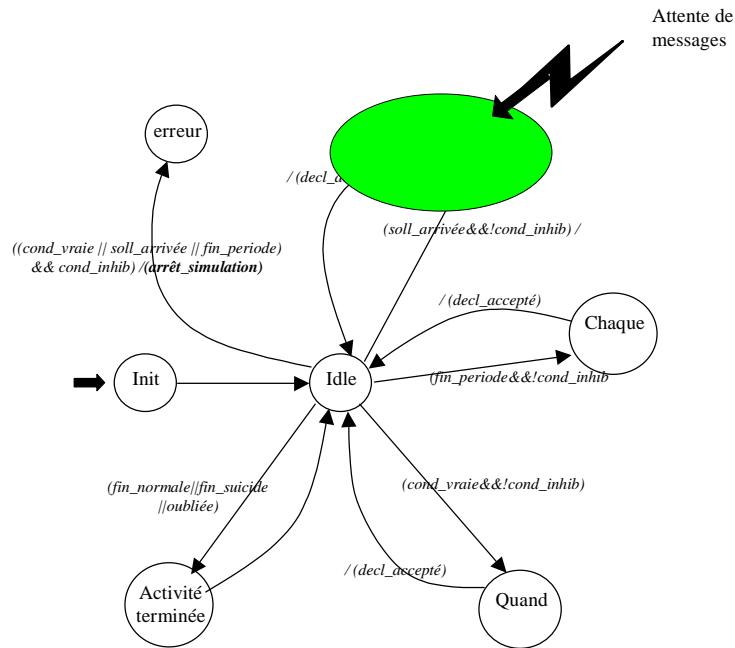 Attente de
messages
erreur
/ (decl_a
(soll_arrivée&&!cond_inhib) /
((cond_vraie || soll_arrivée || fin_periode)
&& cond_inhib) /(arrêt_simulation)
/ (decl_accepté)
Chaque
Init
Idle
(fin_periode&&!cond_inhib
(fin_normale||fin_suicide
||oubliée)
(cond_vraie&&!cond_inhib)
/ (decl_accepté)
Activité
terminée
Quand